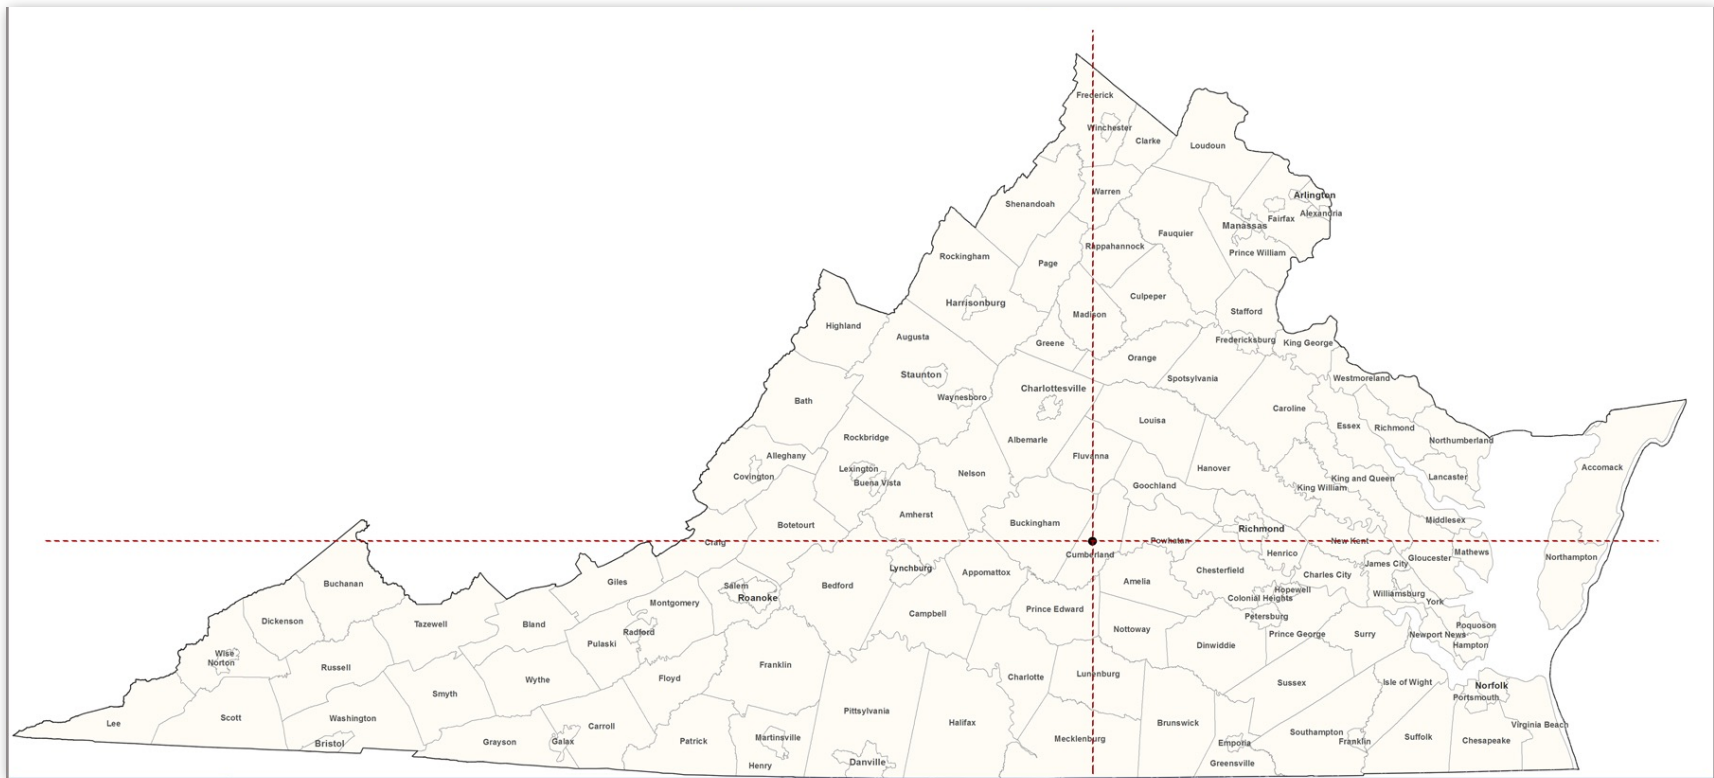 Frederick
Winchester
Clarke
Loudoun
Warren
Arlington
Shenandoah
Alexandria
Fairfax
Manassas
Fauquier
Rappahannock
Prince William
Rockingham
Page
Culpeper
Harrisonburg
Stafford
Madison
Highland
Augusta
Fredericksburg
King George
Greene
Orange
Staunton
Spotsylvania
Westmoreland
Charlottesville
Waynesboro
Bath
Caroline
Louisa
Essex
Richmond
Rockbridge
Albemarle
Northumberland
Alleghany
Fluvanna
Lexington
Hanover
Accomack
Covington
Nelson
Lancaster
King and Queen
Buena Vista
Goochland
King William
Amherst
Middlesex
Botetourt
Buckingham
Richmond
Craig
Powhatan
New Kent
Cumberland
Henrico
Mathews
Gloucester
Northampton
James City
Lynchburg
Appomattox
Chesterfield
Charles City
Buchanan
Giles
Amelia
Salem
Bedford
Hopewell
Williamsburg
Roanoke
Colonial Heights
York
Montgomery
Prince Edward
Campbell
Petersburg
Dickenson
Tazewell
Bland
Poquoson
Radford
Nottoway
Prince George
Surry
Newport News
Pulaski
Dinwiddie
Hampton
Wise
Norton
Russell
Franklin
Wythe
Floyd
Charlotte
Lunenburg
Sussex
Isle of Wight
Norfolk
Smyth
Portsmouth
Pittsylvania
Scott
Washington
Lee
Carroll
Halifax
Brunswick
Virginia Beach
Southampton
Suffolk
Bristol
Grayson
Galax
Patrick
Martinsville
Mecklenburg
Emporia
Franklin
Chesapeake
Henry
Danville
Greensville